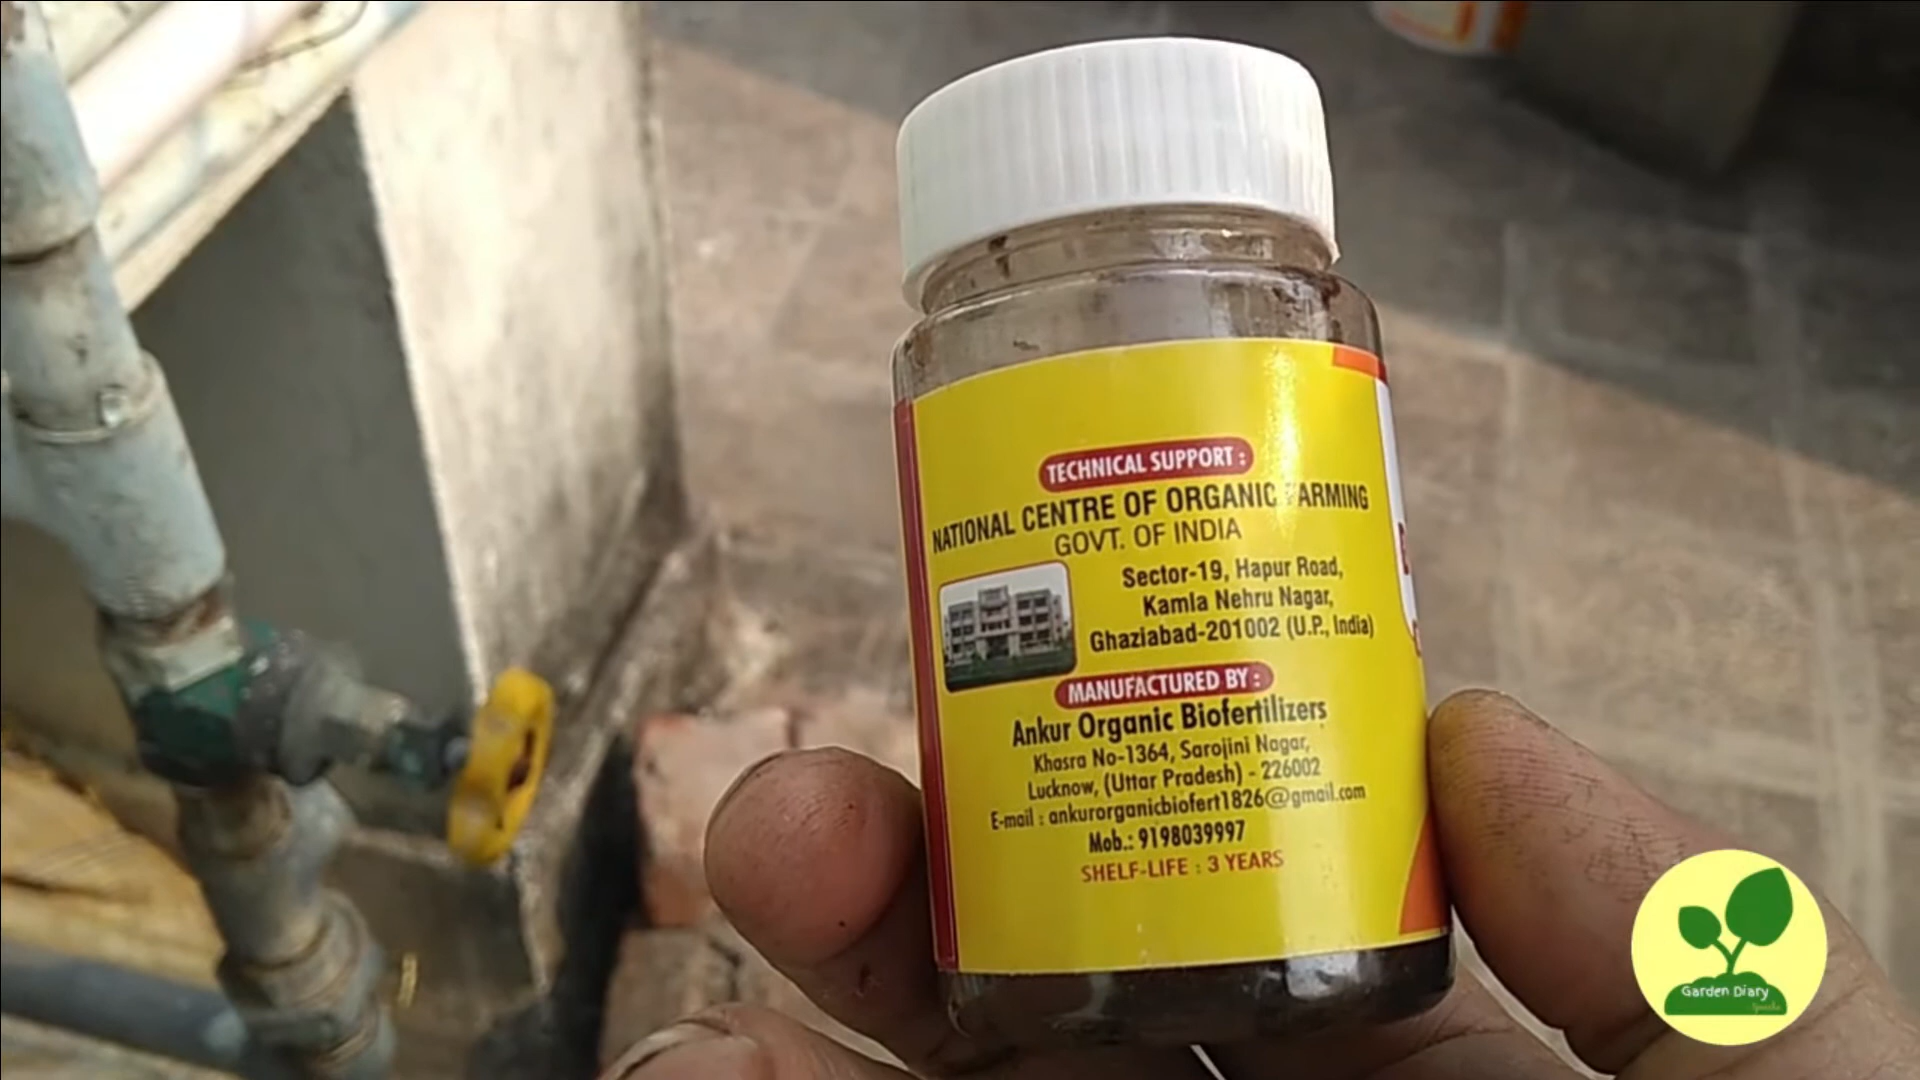 TECHNICAL SUPPORT :
NATIONAL CENTRE OF ORGANIC FARMING
GOVT. OF INDIA
Sector-19, Hapur Road,
Kamla Nehru Nagar,
Ghaziabad-201002 (U.P., India)
MANUFACTURED BY :
Ankur Organic Biofertilizers
Khasra No-1364, Sarojini Nagar,
Lucknow, (Uttar Pradesh) - 226002
E-mail : ankurorganicbiofert1826@gmail.com
Mob.: 9198039997
SHELF-LIFE : 3 YEARS
Garden Diary